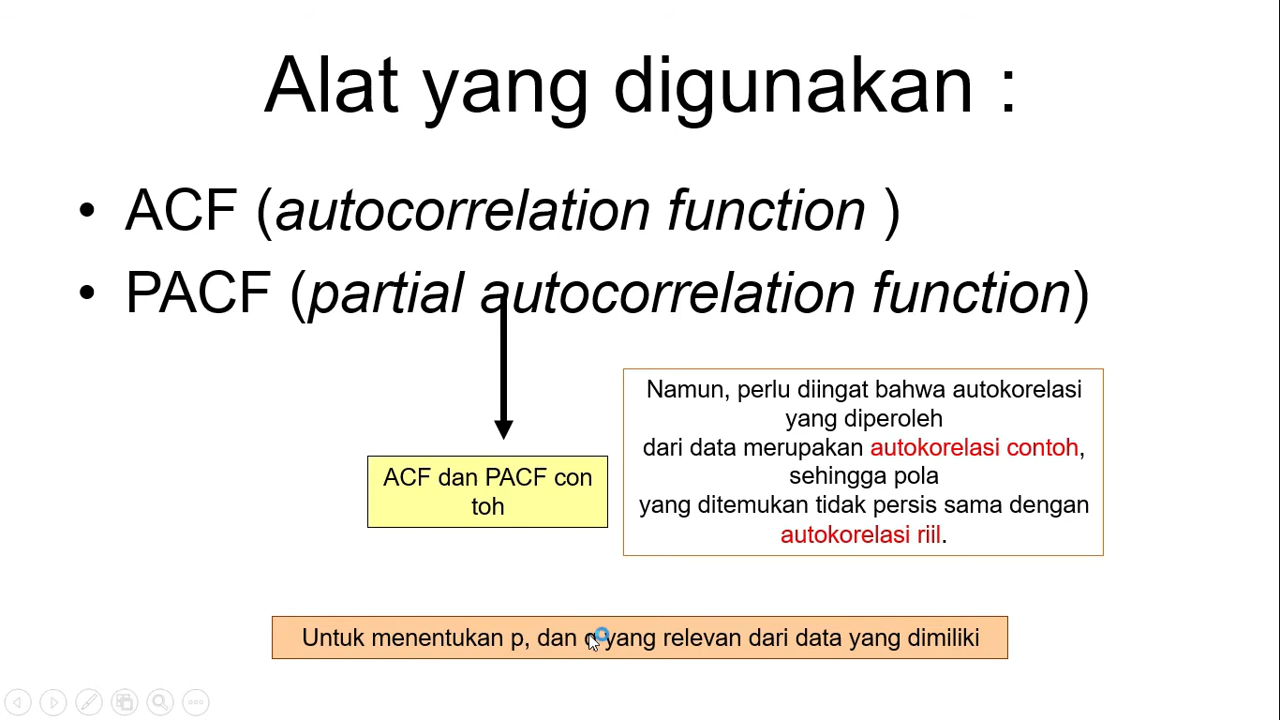 Alat yang digunakan :
• ACF (autocorrelation function )
• PACF (partial autocorrelation function)
Namun, perlu diingat bahwa autokorelasi
yang diperoleh
dari data merupakan autokorelasi contoh,
sehingga pola
yang ditemukan tidak persis sama dengan
autokorelasi riil.
ACF dan PACF con
toh
Untuk menentukan p, dan q yang relevan dari data yang dimiliki